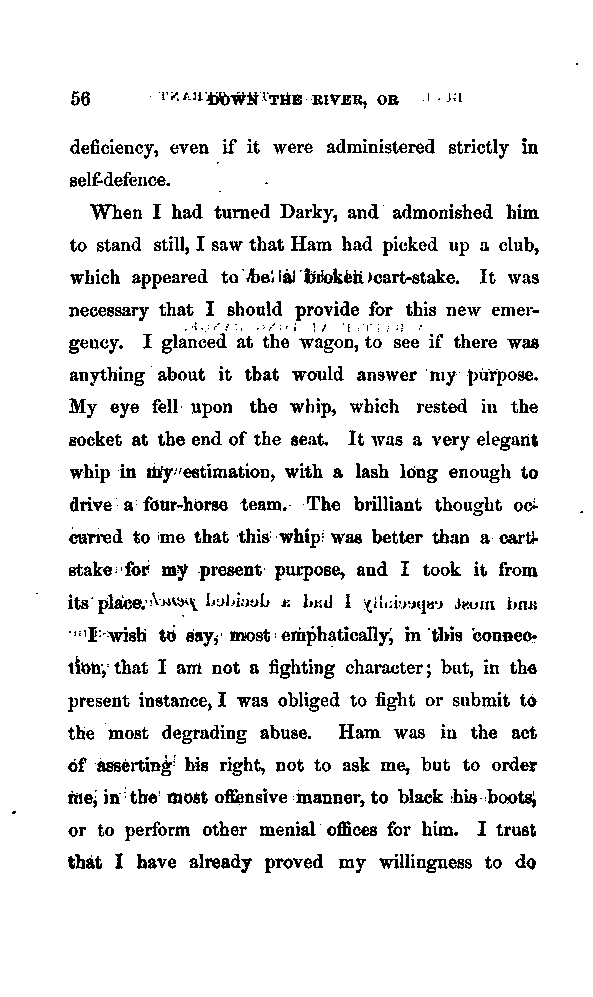 56 DOWN THE RIVER, OR
deficiency, even if it were administered strictly in
self-defence.
When I had turned Darky, and admonished him
to stand still, I saw that Ham had picked up a club,
which appeared to be a broken cart-stake. It was
necessary that I should provide for this new emer-
gency. I glanced at the wagon, to see if there was
anything about it that would answer my purpose.
My eye fell upon the whip, which rested in the
socket at the end of the seat. It was a very elegant
whip in my estimation, with a lash long enough to
drive a four-horse team. The brilliant thought oc-
curred to me that this whip was better than a cart-
stake for my present purpose, and I took it from
its place.
I wish to say, most emphatically, in this connec-
tion, that I am not a fighting character; but, in the
present instance, I was obliged to fight or submit to
the most degrading abuse. Ham was in the act
of asserting his right, not to ask me, but to order
me, in the most offensive manner, to black his boots,
or to perform other menial offices for him. I trust
that I have already proved my willingness to do